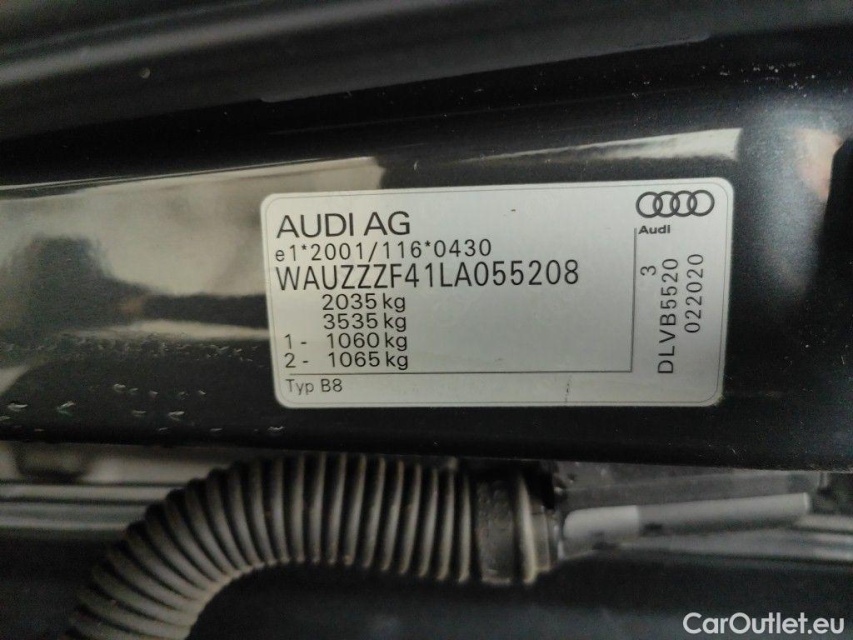 AUDI AG
e1*2001/116*0430
WAUZZZF41LA055208
2035 kg
3535 kg
1- 1060 kg
2- 1065 kg
Typ B8
Audi
3
DLVB5520
022020
CarOutlet.eu